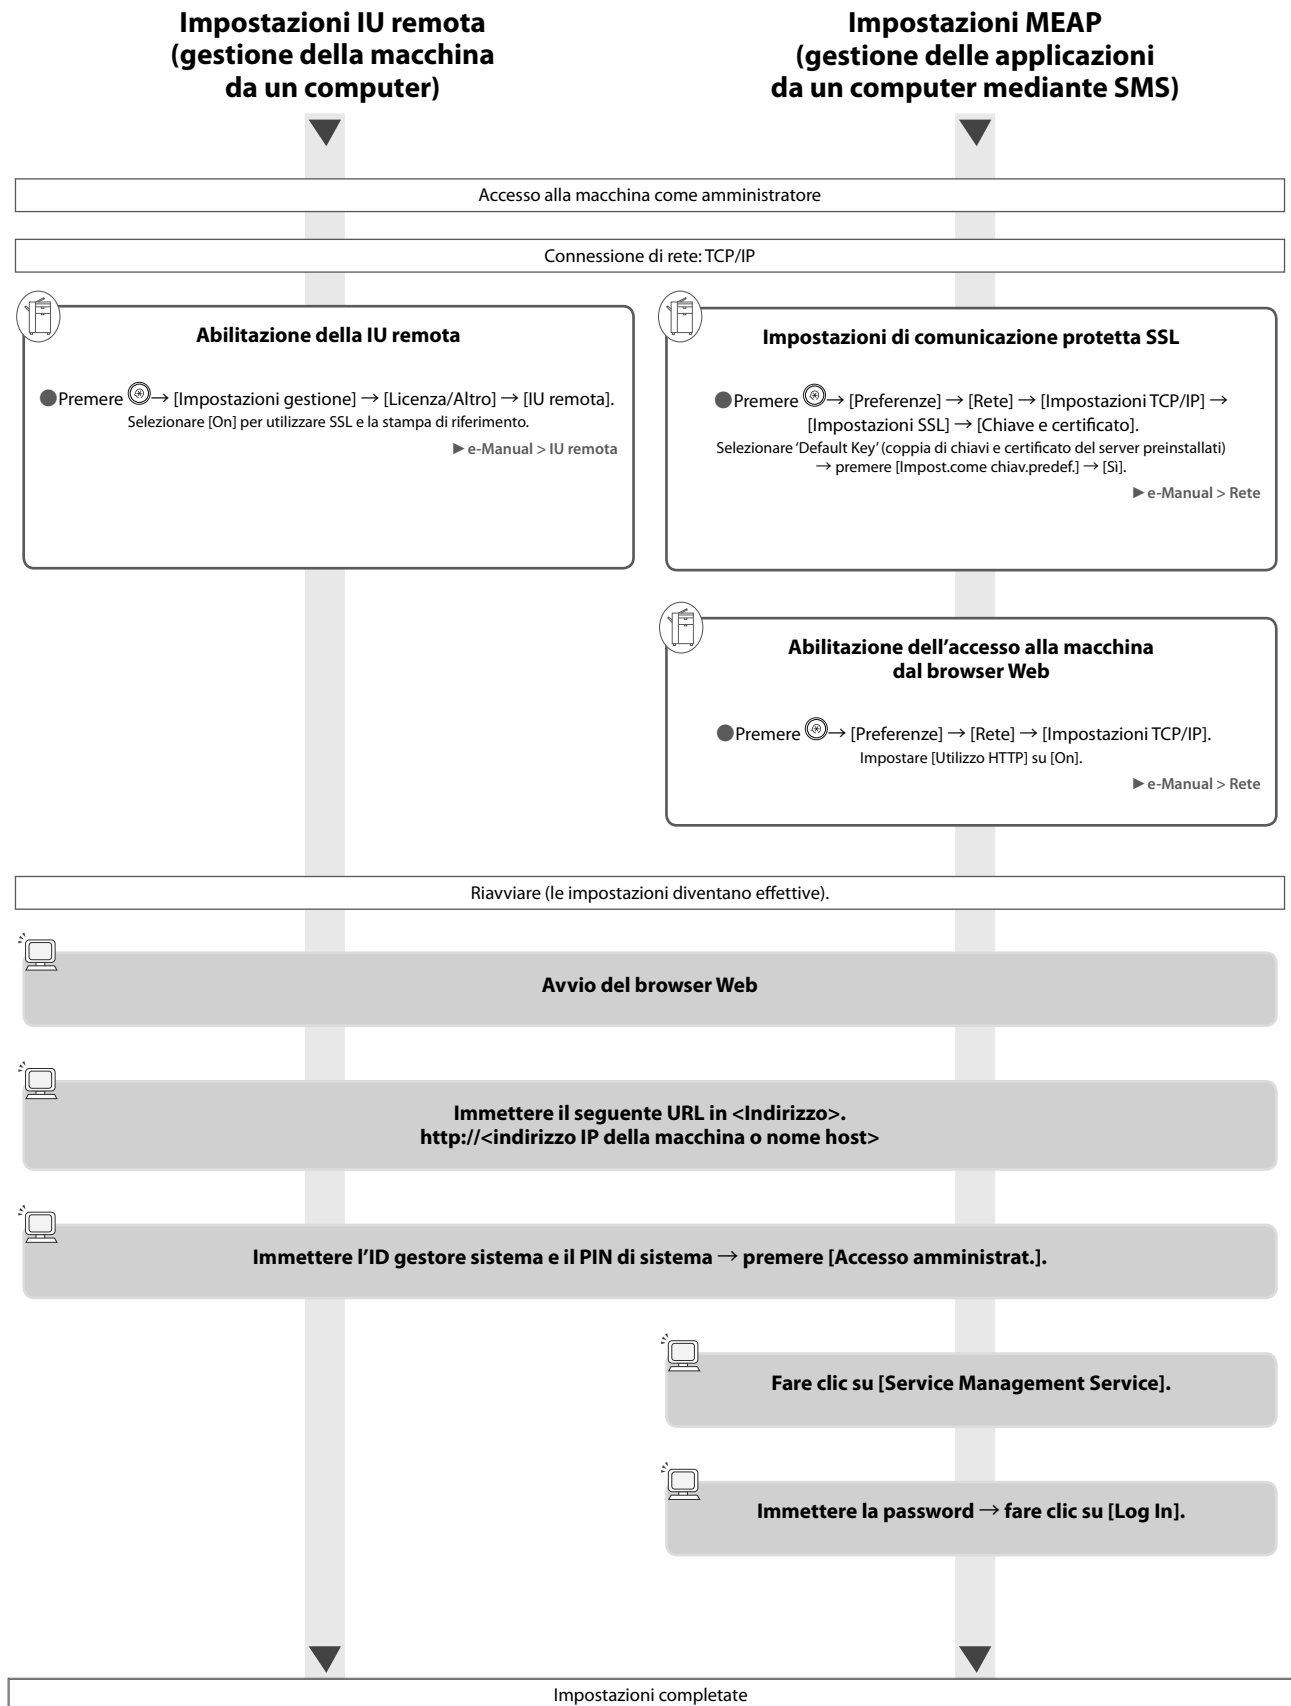 Impostazioni IU remota
(gestione della macchina
da un computer)
Impostazioni MEAP
(gestione delle applicazioni
da un computer mediante SMS)
Accesso alla macchina come amministratore
Connessione di rete: TCP/IP
Abilitazione della IU remota
●Premere → [Impostazioni gestione] → [Licenza/Altro] → [IU remota].
Selezionare [On] per utilizzare SSL e la stampa di riferimento.
►e-Manual > IU remota
Impostazioni di comunicazione protetta SSL
●Premere → [Preferenze] → [Rete] → [Impostazioni TCP/IP] →
[Impostazioni SSL] → [Chiave e certificato].
Selezionare ‘Default Key’ (coppia di chiavi e certificato del server preinstallati)
→ premere [Impost.come chiav.predef.] → [Sì].
►e-Manual > Rete
Abilitazione dell’accesso alla macchina
dal browser Web
●Premere → [Preferenze] → [Rete] → [Impostazioni TCP/IP].
Impostare [Utilizzo HTTP] su [On].
►e-Manual > Rete
Riavviare (le impostazioni diventano effettive).
Avvio del browser Web
Immettere il seguente URL in <Indirizzo>.
http://<indirizzo IP della macchina o nome host>
Immettere l’ID gestore sistema e il PIN di sistema → premere [Accesso amministrat.].
Fare clic su [Service Management Service].
Immettere la password → fare clic su [Log In].
Impostazioni completate